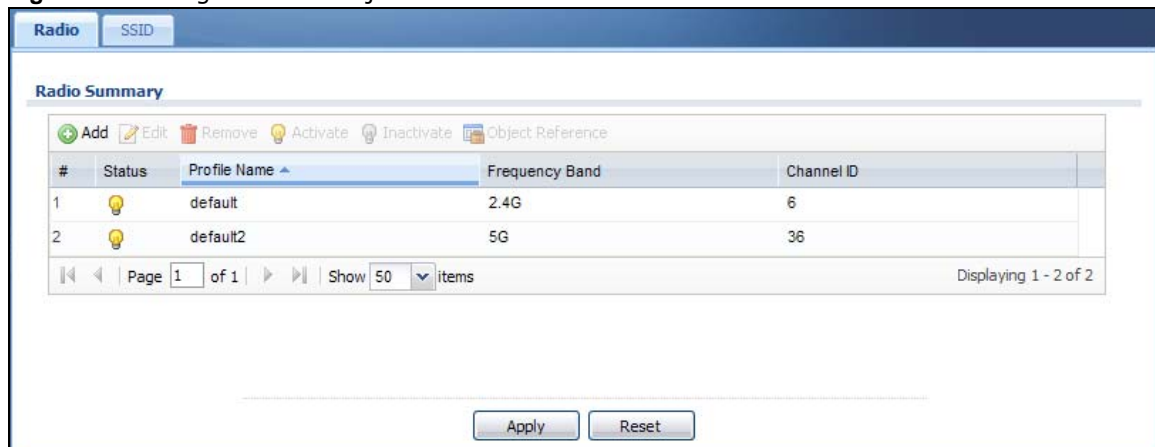 Radio SSID
Radio Summary
Add Edit Remove Activate Inactivate Object Reference
# Status Profile Name Frequency Band Channel ID
1 default 2.4G 6
2 default2 5G 36
Page 1 of 1 Show 50 items Displaying 1 - 2 of 2
Apply Reset